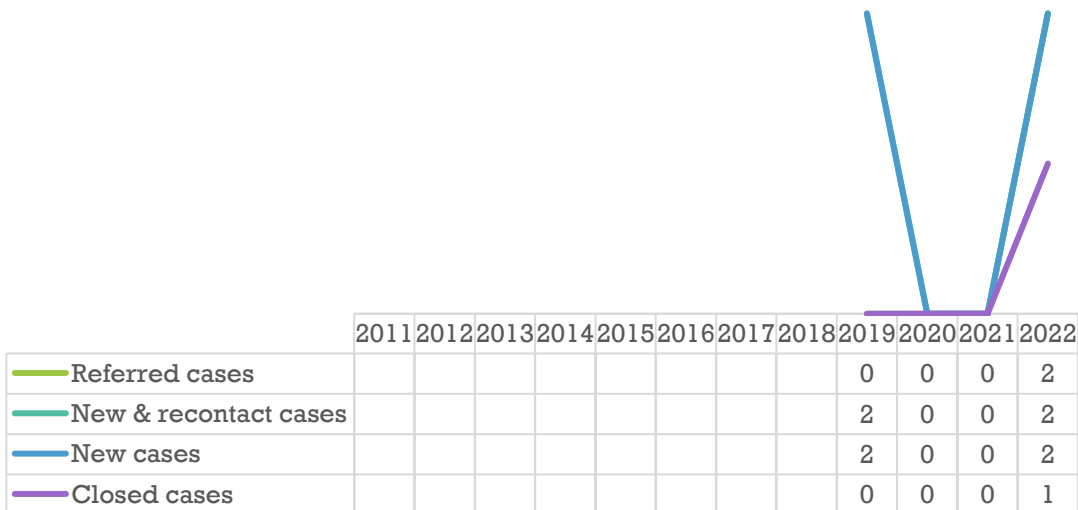 2011 2012 2013 2014 2015 2016 2017 2018 2019 2020 2021 2022
Referred cases 0 0 0 2
New & recontact cases 2 0 0 2
New cases 2 0 0 2
Closed cases 0 0 0 1